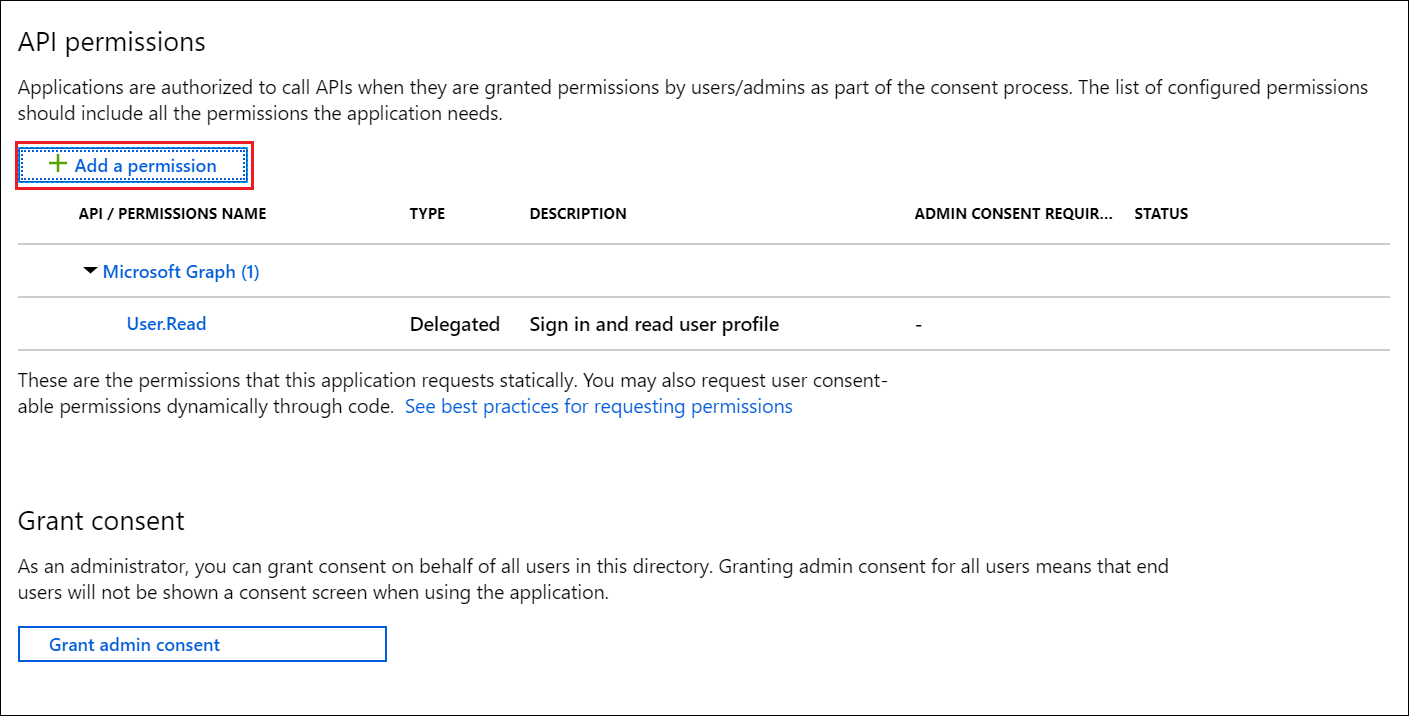 API permissions
Applications are authorized to call APIs when they are granted permissions by users/admins as part of the consent process. The list of configured permissions
should include all the permissions the application needs.
Add a permission
API / PERMISSIONS NAME TYPE DESCRIPTION ADMIN CONSENT REQUIR... STATUS
Microsoft Graph (1)
User.Read Delegated Sign in and read user profile -
These are the permissions that this application requests statically. You may also request user consent-
able permissions dynamically through code. See best practices for requesting permissions
Grant consent
As an administrator, you can grant consent on behalf of all users in this directory. Granting admin consent for all users means that end
users will not be shown a consent screen when using the application.
Grant admin consent